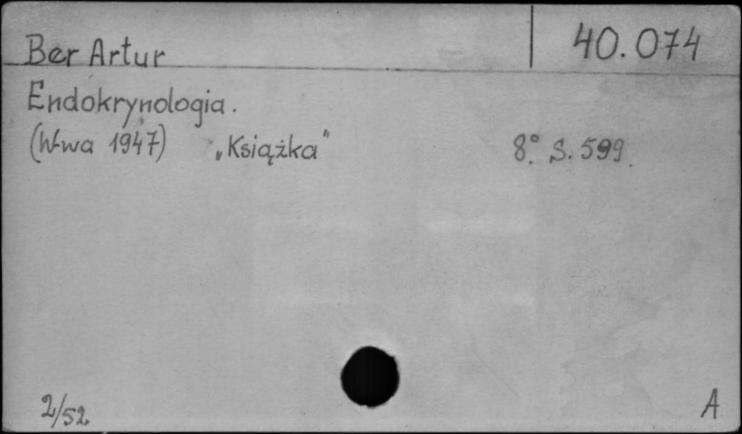 Ber Artur 40.074
Endokrynologia.
(W-wa 1947) „Książka" 8° S. 599.
2/52 A